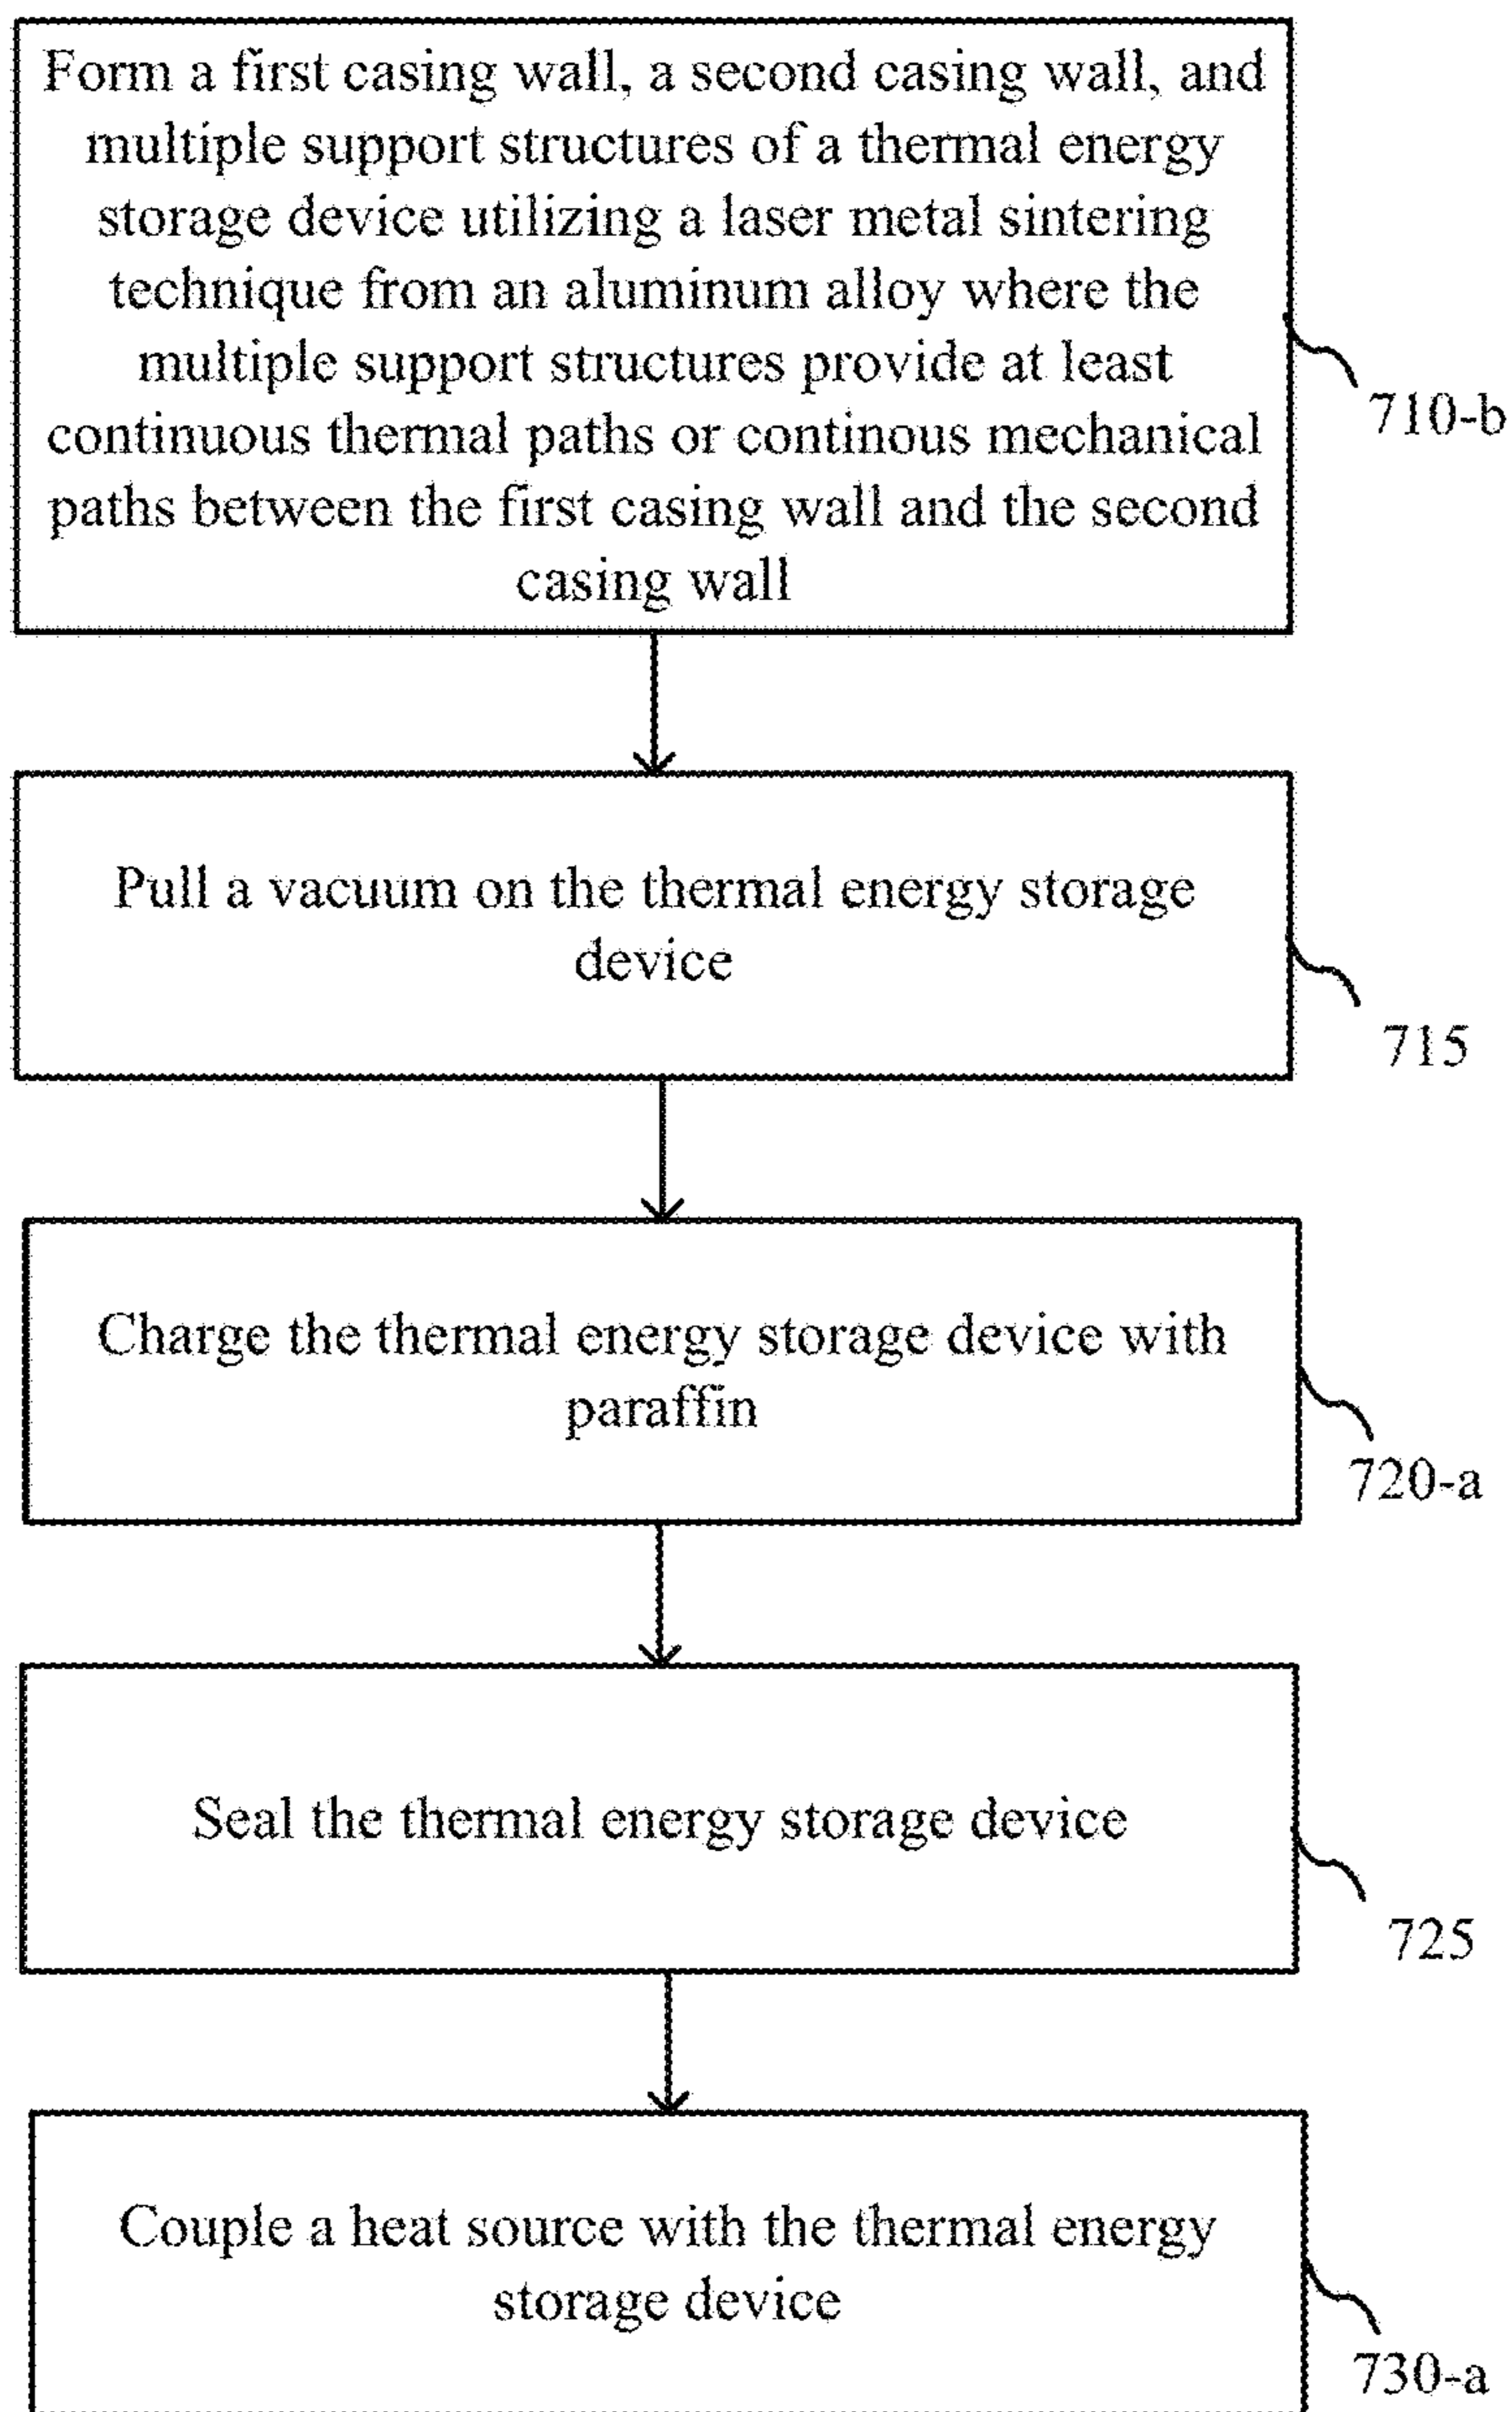 Form a first casing wall, a second casing wall, and
multiple support structures of a thermal energy
storage device utilizing a laser metal sintering
technique from an aluminum alloy where the
multiple support structures provide at least
continuous thermal paths or continous mechanical
paths between the first casing wall and the second
casing wall
710-b
Pull a vacuum on the thermal energy storage
device
715
Charge the thermal energy storage device with
paraffin
720-a
Seal the thermal energy storage device
725
Couple a heat source with the thermal energy
storage device
730-a